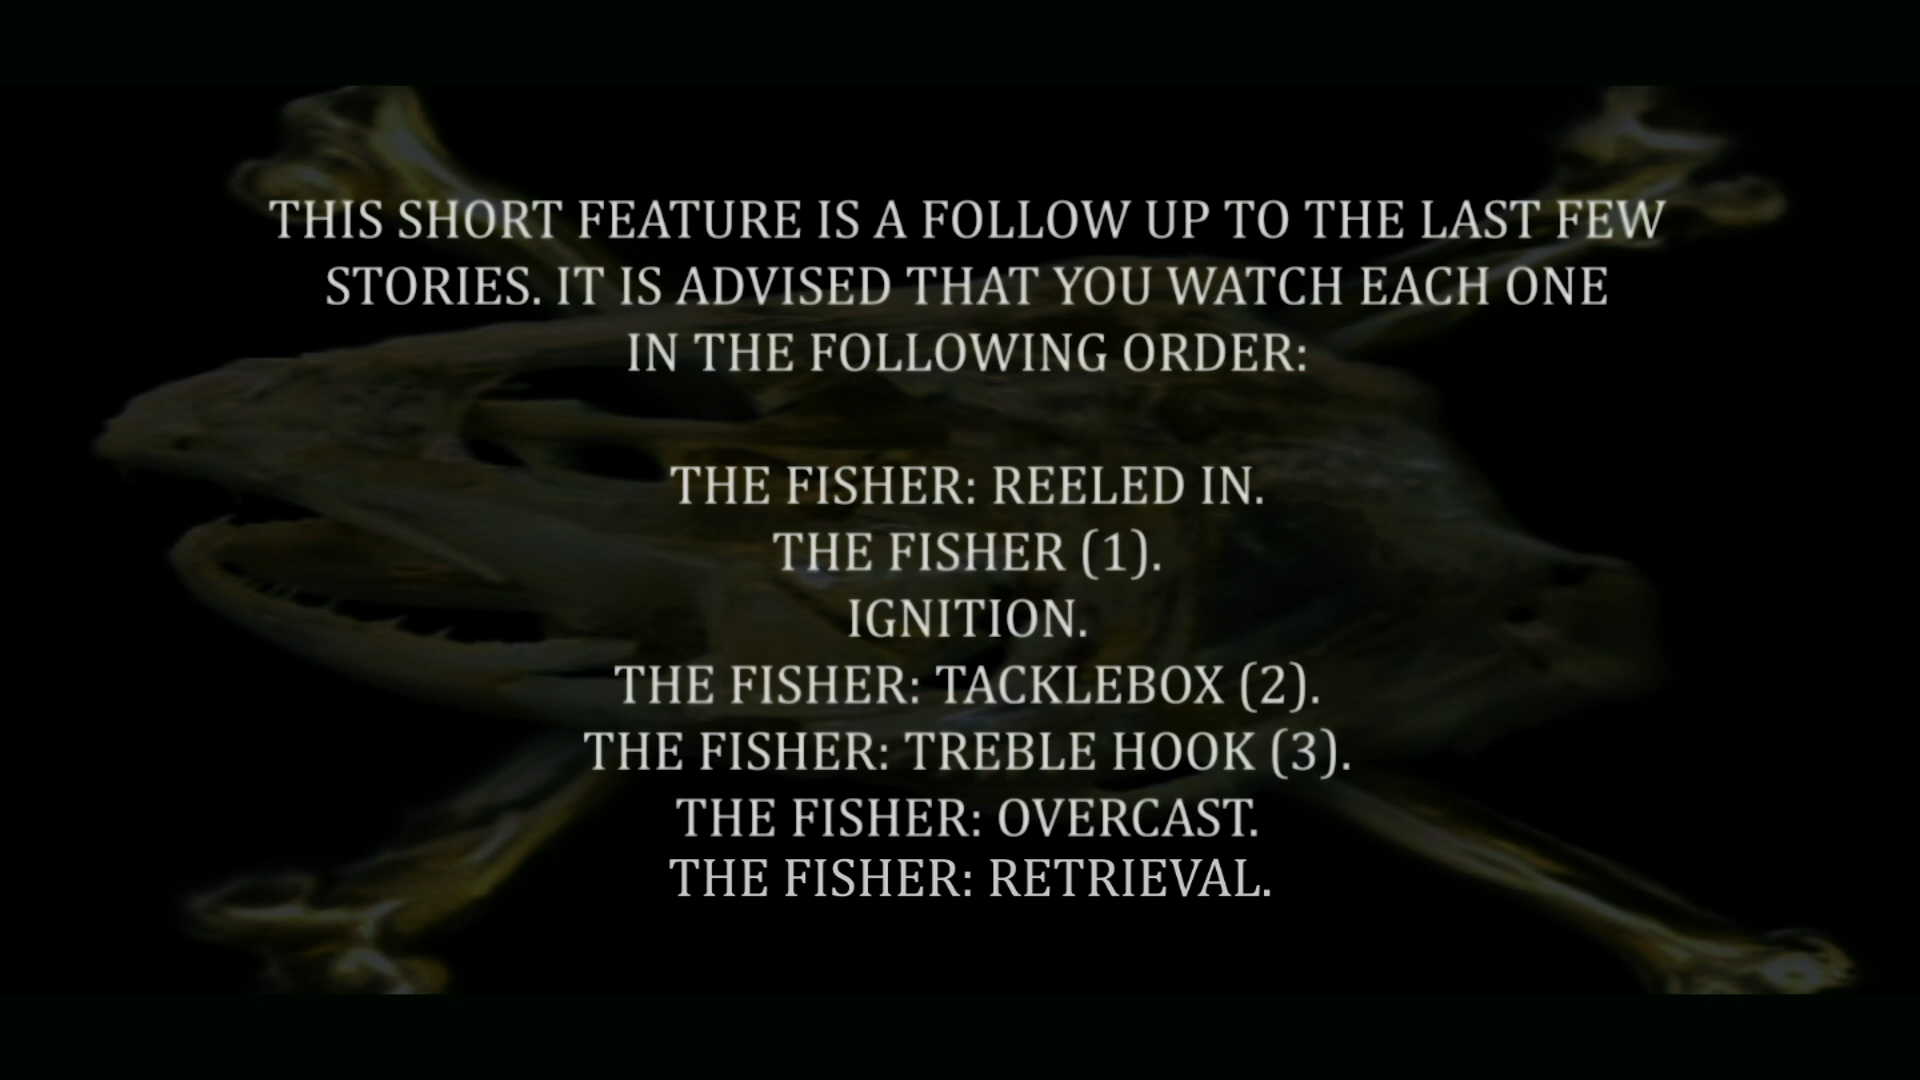 THIS SHORT FEATURE IS A FOLLOW UP TO THE LAST FEW
STORIES. IT IS ADVISED THAT YOU WATCH EACH ONE
IN THE FOLLOWING ORDER:
THE FISHER: REELED IN.
THE FISHER (1).
IGNITION.
THE FISHER: TACKLEBOX (2).
THE FISHER: TREBLE HOOK (3).
THE FISHER: OVERCAST.
THE FISHER: RETRIEVAL.